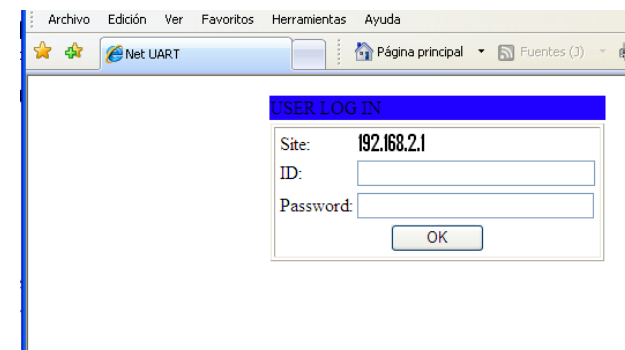 Archivo Edición Ver Favoritos Herramientas Ayuda
Net UART Página principal Fuentes (J)
USER LOG IN
Site: 192.168.2.1
ID:
Password:
OK